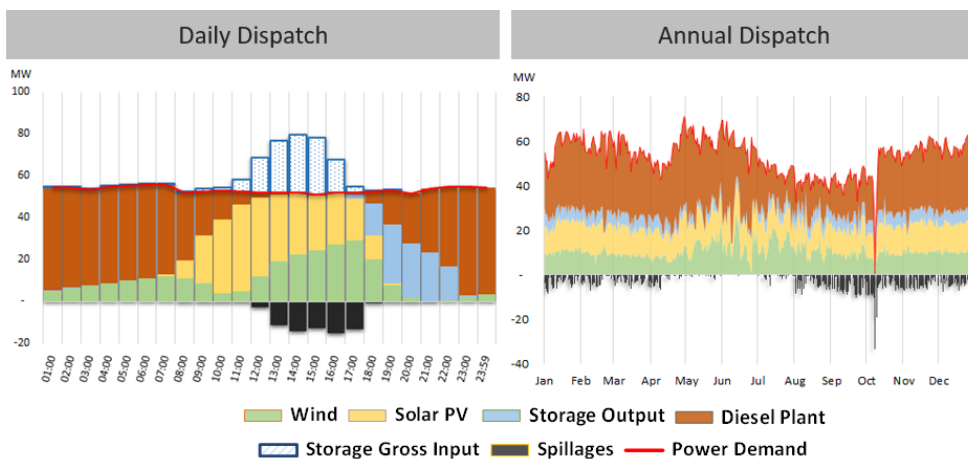 Daily Dispatch
Annual Dispatch
MW
100
80
60
40
20
-
-20
01:00 02:00 03:00 04:00 05:00 06:00 07:00 08:00 09:00 10:00 11:00 12:00 13:00 14:00 15:00 16:00 17:00 18:00 19:00 20:00 21:00 22:00 23:00 23:59
MW
80
60
40
20
-
-20
-40
Jan Feb Mar Apr May Jun Jul Aug Sep Oct Nov Dec
Wind Solar PV Storage Output Diesel Plant
Storage Gross Input Spillages Power Demand